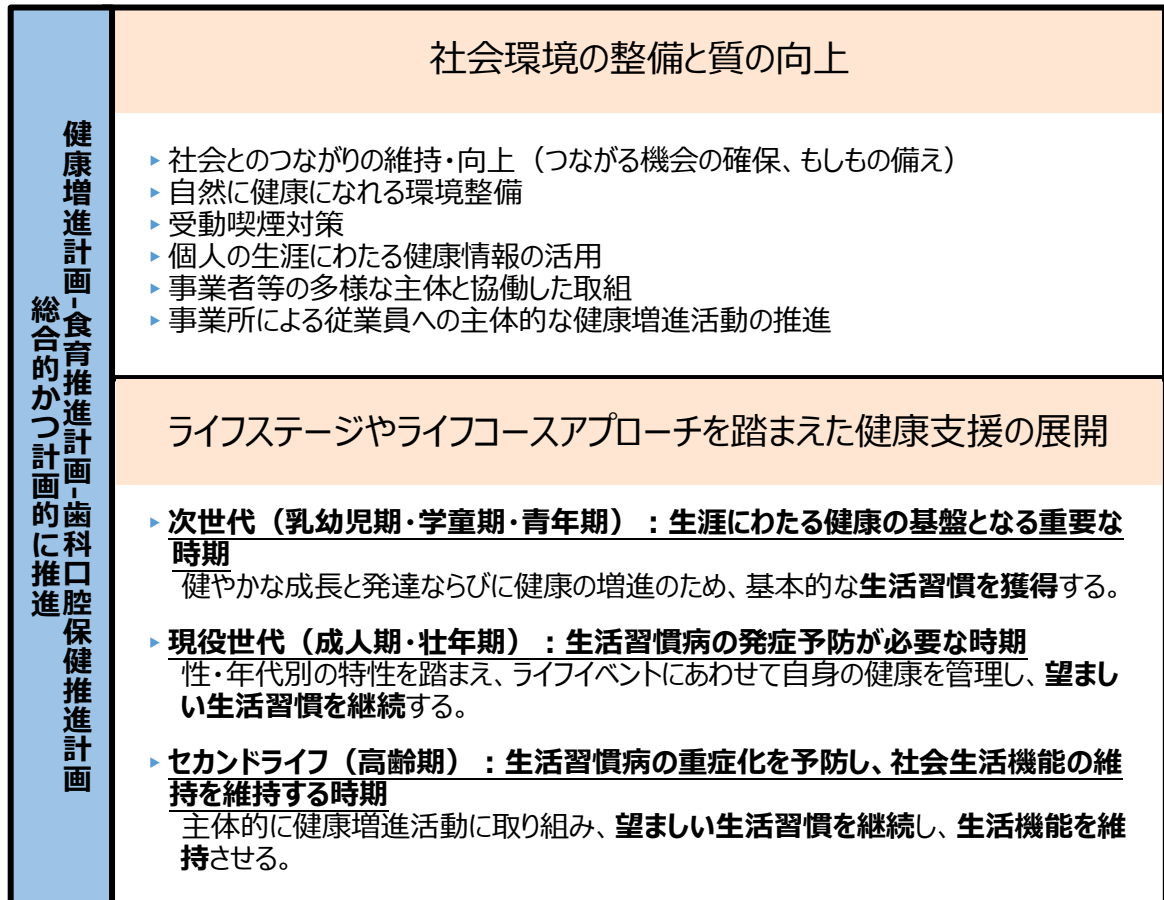 健康増進計画-食育推進計画-歯科口腔保健推進計画
総合的かつ計画的に推進
社会環境の整備と質の向上
▶ 社会とのつながりの維持・向上（つながる機会の確保、もしもの備え）
▶ 自然に健康になれる環境整備
▶ 受動喫煙対策
▶ 個人の生涯にわたる健康情報の活用
▶ 事業者等の多様な主体と協働した取組
▶ 事業所による従業員への主体的な健康増進活動の推進
ライフステージやライフコースアプローチを踏まえた健康支援の展開
▶ 次世代（乳幼児期・学童期・青年期）：生涯にわたる健康の基盤となる重要な
時期
健やかな成長と発達ならびに健康の増進のため、基本的な生活習慣を獲得する。
▶ 現役世代（成人期・壮年期）：生活習慣病の発症予防が必要な時期
性・年代別の特性を踏まえ、ライフイベントにあわせて自身の健康を管理し、望まし
い生活習慣を継続する。
▶ セカンドライフ（高齢期）：生活習慣病の重症化を予防し、社会生活機能の維
持を維持する時期
主体的に健康増進活動に取り組み、望ましい生活習慣を継続し、生活機能を維
持させる。